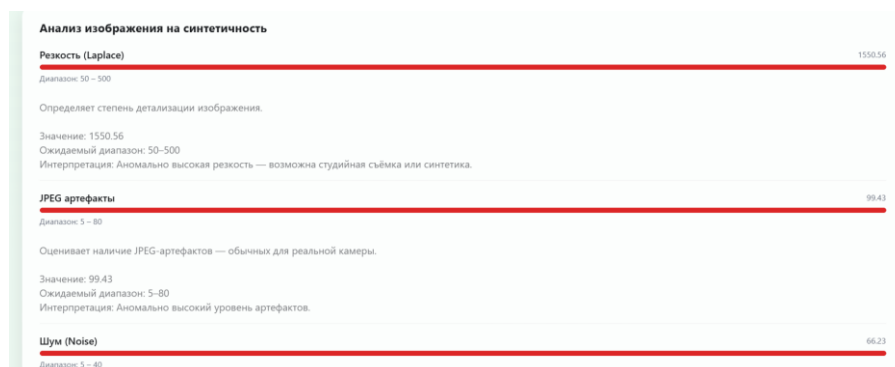 Анализ изображения на синтетичность
Резкость (Laplace) 1550.56
Диапазон: 50 – 500
Определяет степень детализации изображения.
Значение: 1550.56
Ожидаемый диапазон: 50–500
Интерпретация: Аномально высокая резкость — возможна студийная съёмка или синтетика.
JPEG артефакты 99.43
Диапазон: 5 – 80
Оценивает наличие JPEG-артефактов — обычных для реальной камеры.
Значение: 99.43
Ожидаемый диапазон: 5–80
Интерпретация: Аномально высокий уровень артефактов.
Шум (Noise) 66.23
Диапазон: 5 – 40